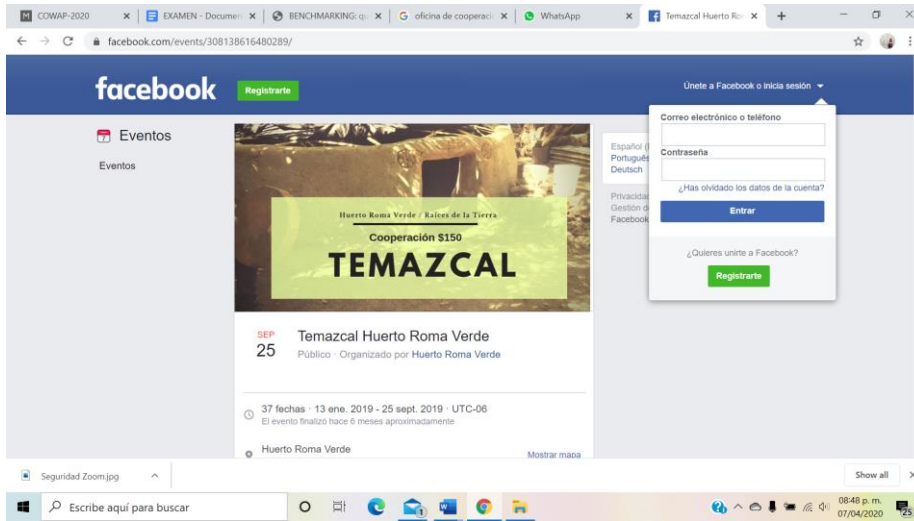 COWAP-2020
EXAMEN - Documen
BENCHMARKING: qu
oficina de cooperaci
WhatsApp
Temazcal Huerto Ro
facebook.com/events/308138616480289/
facebook
Registrarte
Únete a Facebook o inicia sesión
Correo electrónico o teléfono
Contraseña
¿Has olvidado los datos de la cuenta?
Entrar
¿Quieres unirte a Facebook?
Registrarte
Eventos
Eventos
Huerto Roma Verde / Raíces de la Tierra
Cooperación $150
TEMAZCAL
Español (
Português
Deutsch
Privacidad
Gestión d
Facebook
SEP
25
Temazcal Huerto Roma Verde
Público · Organizado por Huerto Roma Verde
37 fechas · 13 ene. 2019 - 25 sept. 2019 · UTC-06
El evento finalizó hace 6 meses aproximadamente
Huerto Roma Verde
Mostrar mapa
Seguridad Zoom.jpg
Show all
Escribe aquí para buscar
08:48 p. m.
07/04/2020
25